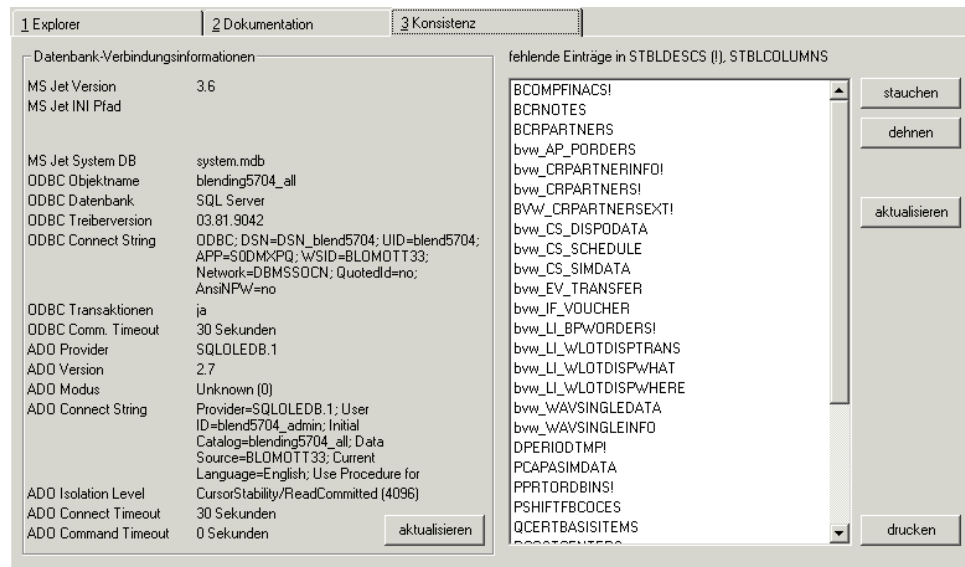 1 Explorer
2 Dokumentation
3 Konsistenz
Datenbank-Verbindungsinformationen
MS Jet Version 3.6
MS Jet INI Pfad
MS Jet System DB system.mdb
ODBC Objektname blending5704_all
ODBC Datenbank SQL Server
ODBC Treiberversion 03.81.9042
ODBC Connect String ODBC; DSN=DSN_blend5704; UID=blend5704;
APP=S0DMXPQ; WSID=BLOMOTT33;
Network=DBMSSOCN; QuotedId=no;
AnsiNPW=no
ODBC Transaktionen ja
ODBC Comm. Timeout 30 Sekunden
ADO Provider SQLOLEDB.1
ADO Version 2.7
ADO Modus Unknown (0)
ADO Connect String Provider=SQLOLEDB.1; User
ID=blend5704_admin; Initial
Catalog=blending5704_all; Data
Source=BLOMOTT33; Current
Language=English; Use Procedure for
ADO Isolation Level CursorStability/ReadCommitted (4096)
ADO Connect Timeout 30 Sekunden
ADO Command Timeout 0 Sekunden
aktualisieren
fehlende Einträge in STBLDESCS (!), STBLCOLUMNS
BCOMPFINACS!
BCRNOTES
BCRPARTNERS
bvw_AP_PORDERS
bvw_CRPARTNERINFO!
bvw_CRPARTNERS!
BVW_CRPARTNERSEXT!
bvw_CS_DISPODATA
bvw_CS_SCHEDULE
bvw_CS_SIMDATA
bvw_EV_TRANSFER
bvw_IF_VOUCHER
bvw_LI_BPWORDERS!
bvw_LI_WLOTDISPTRANS
bvw_LI_WLOTDISPWHAT
bvw_LI_WLOTDISPWHERE
bvw_WAVSINGLEDATA
bvw_WAVSINGLEINFO
DPERIODTMP!
PCAPASIMDATA
PPRTORDBINS!
PSHIFTFBCOCES
QCERTBASISITEMS
stauchen
dehnen
aktualisieren
drucken